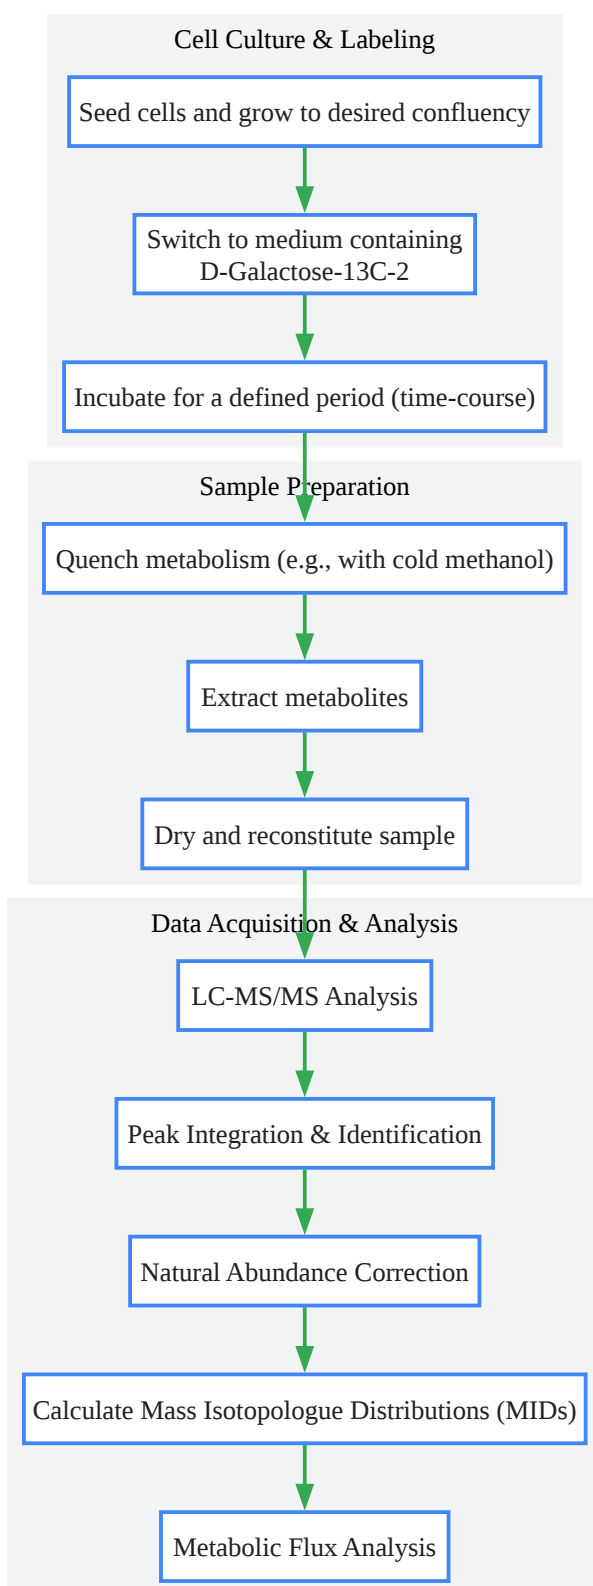 Cell Culture & Labeling
Seed cells and grow to desired confluency
Switch to medium containing
D-Galactose-13C-2
Incubate for a defined period (time-course)
Sample Preparation
Quench metabolism (e.g., with cold methanol)
Extract metabolites
Dry and reconstitute sample
Data Acquisition & Analysis
LC-MS/MS Analysis
Peak Integration & Identification
Natural Abundance Correction
Calculate Mass Isotopologue Distributions (MIDs)
Metabolic Flux Analysis